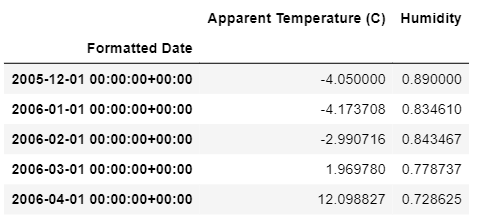 Apparent Temperature (C) Humidity
Formatted Date
2005-12-01 00:00:00+00:00 -4.050000 0.890000
2006-01-01 00:00:00+00:00 -4.173708 0.834610
2006-02-01 00:00:00+00:00 -2.990716 0.843467
2006-03-01 00:00:00+00:00 1.969780 0.778737
2006-04-01 00:00:00+00:00 12.098827 0.728625